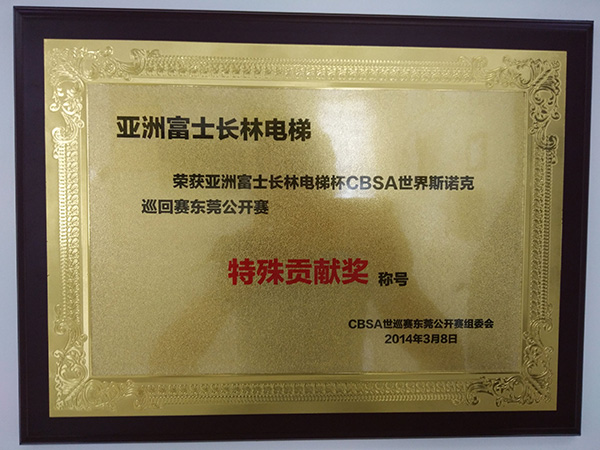 亚洲富士长林电梯
荣获亚洲富士长林电梯杯CBSA世界斯诺克
巡回赛东莞公开赛
特殊贡献奖 称号
CBSA世巡赛东莞公开赛组委会
2014年3月8日